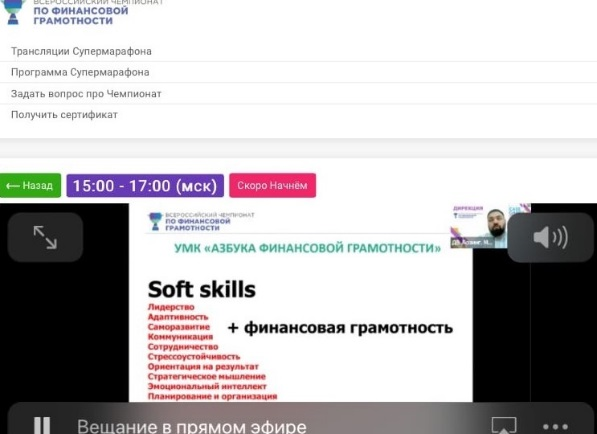 ВСЕРОССИЙСКИЙ ЧЕМПИОНАТ
ПО ФИНАНСОВОЙ
ГРАМОТНОСТИ
Трансляции Супермарафона
Программа Супермарафона
Задать вопрос про Чемпионат
Получить сертификат
← Назад
15:00 - 17:00 (мск)
Скоро Начнём
ВСЕРОССИЙСКИЙ ЧЕМПИОНАТ
ПО ФИНАНСОВОЙ
ГРАМОТНОСТИ
ДИРЕКЦИЯ
УМК «АЗБУКА ФИНАНСОВОЙ ГРАМОТНОСТИ»
Soft skills
Лидерство
Адаптивность
Саморазвитие
+ финансовая грамотность
Коммуникация
Сотрудничество
Стрессоустойчивость
Ориентация на результат
Стратегическое мышление
Эмоциональный интеллект
Планирование и организация
Вещание в прямом эфире